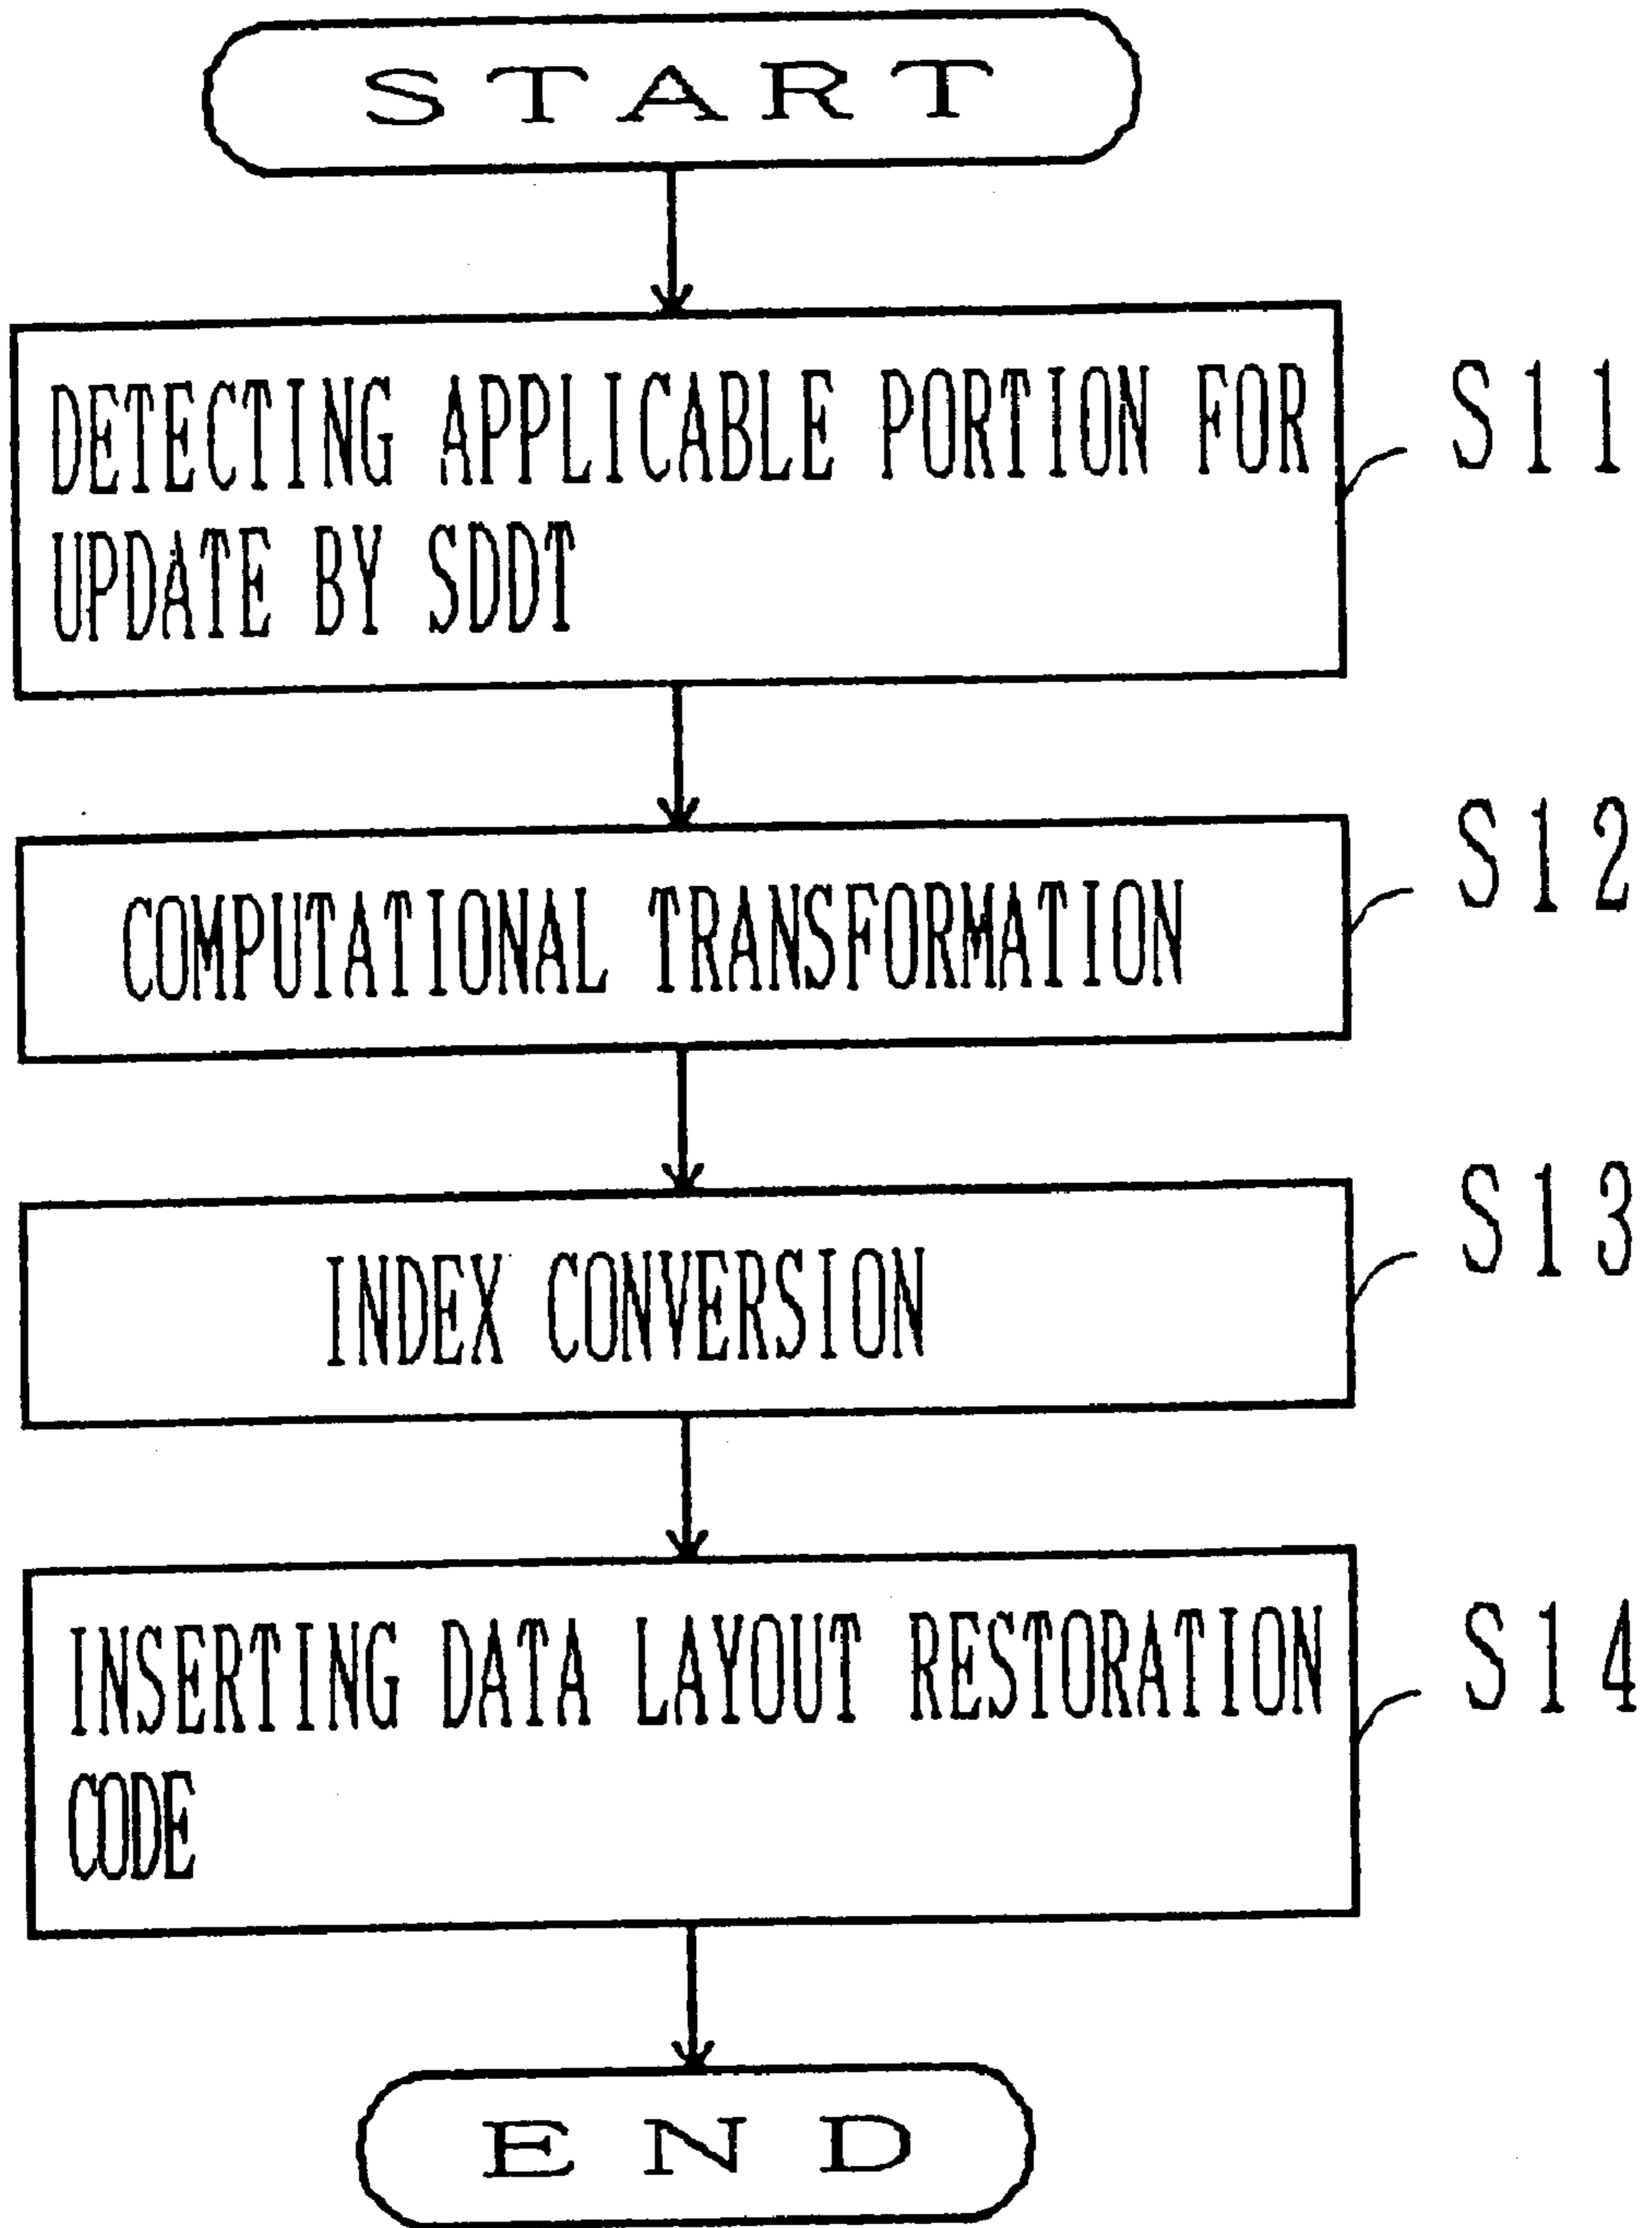 START
DETECTING APPLICABLE PORTION FOR
UPDATE BY SDDT
S11
COMPUTATIONAL TRANSFORMATION
S12
INDEX CONVERSION
S13
INSERTING DATA LAYOUT RESTORATION
CODE
S14
END